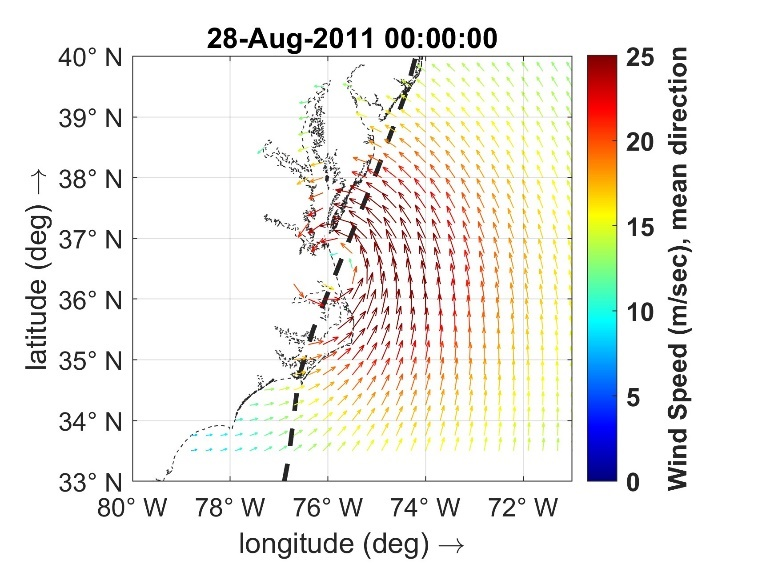 28-Aug-2011 00:00:00
40° N
39° N
38° N
37° N
36° N
35° N
34° N
33° N
latitude (deg) →
80° W 78° W 76° W 74° W 72° W
longitude (deg) →
25
20
15
10
5
0
Wind Speed (m/sec), mean direction